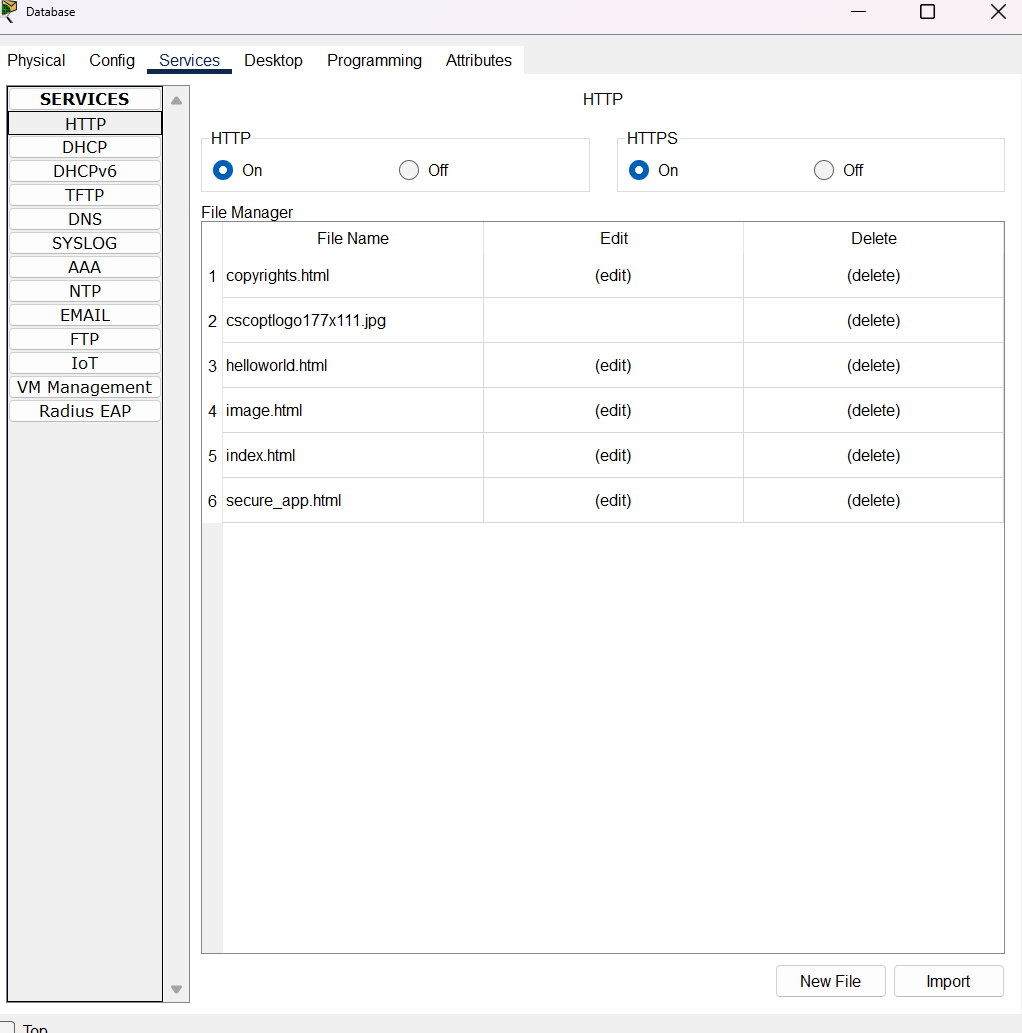 Database
Physical Config Services Desktop Programming Attributes
SERVICES
HTTP
DHCP
DHCPv6
TFTP
DNS
SYSLOG
AAA
NTP
EMAIL
FTP
IoT
VM Management
Radius EAP
HTTP
HTTP
On Off
HTTPS
On Off
File Manager
File Name Edit Delete
1 copyrights.html (edit) (delete)
2 cscoptlogo177x111.jpg (delete)
3 helloworld.html (edit) (delete)
4 image.html (edit) (delete)
5 index.html (edit) (delete)
6 secure_app.html (edit) (delete)
New File Import
Top